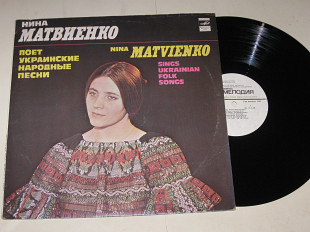 НИНА
МАТВИЕНКО
ПОЕТ
УКРАИНСКИЕ
НАРОДНЫЕ
ПЕСНИ
NINA
MATVIENKO
SINGS
UKRAINIAN
FOLK
SONGS
МЕЛОДИЯ